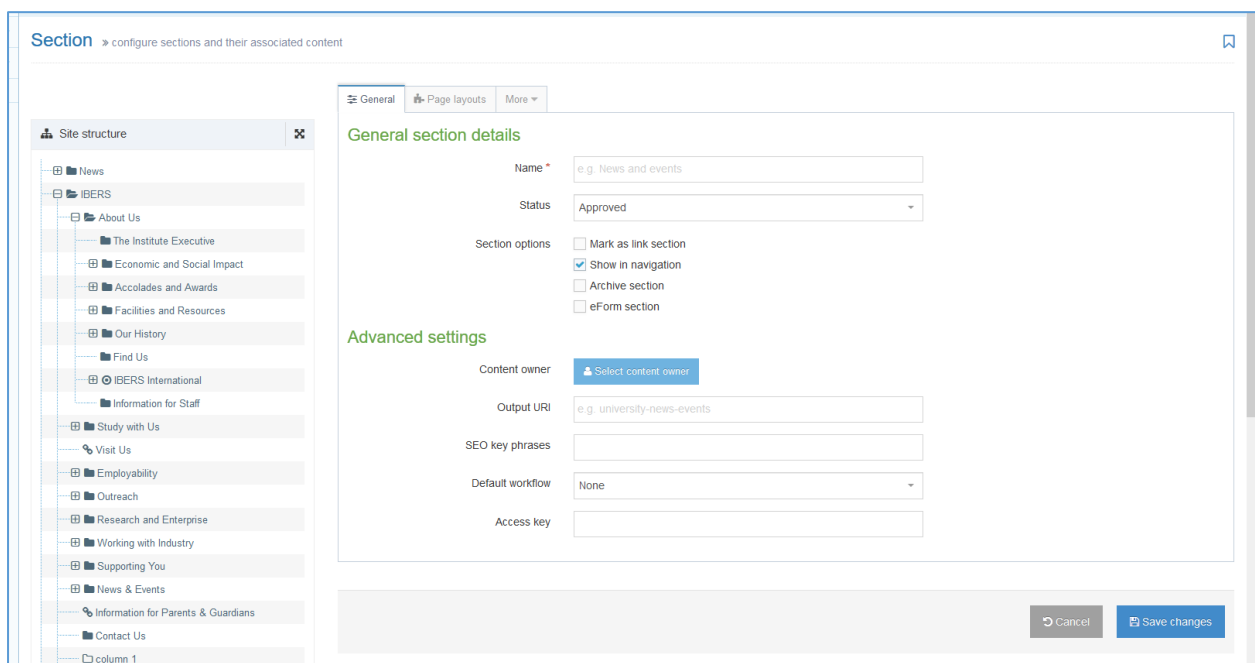 Section » configure sections and their associated content
General
Page layouts
More
Site structure
News
IBERS
About Us
The Institute Executive
Economic and Social Impact
Accolades and Awards
Facilities and Resources
Our History
Find Us
IBERS International
Information for Staff
Study with Us
Visit Us
Employability
Outreach
Research and Enterprise
Working with Industry
Supporting You
News & Events
Information for Parents & Guardians
Contact Us
column 1
General section details
Name *
e.g. News and events
Status
Approved
Section options
Mark as link section
Show in navigation
Archive section
eForm section
Advanced settings
Content owner
Select content owner
Output URI
e.g. university-news-events
SEO key phrases
Default workflow
None
Access key
Cancel
Save changes